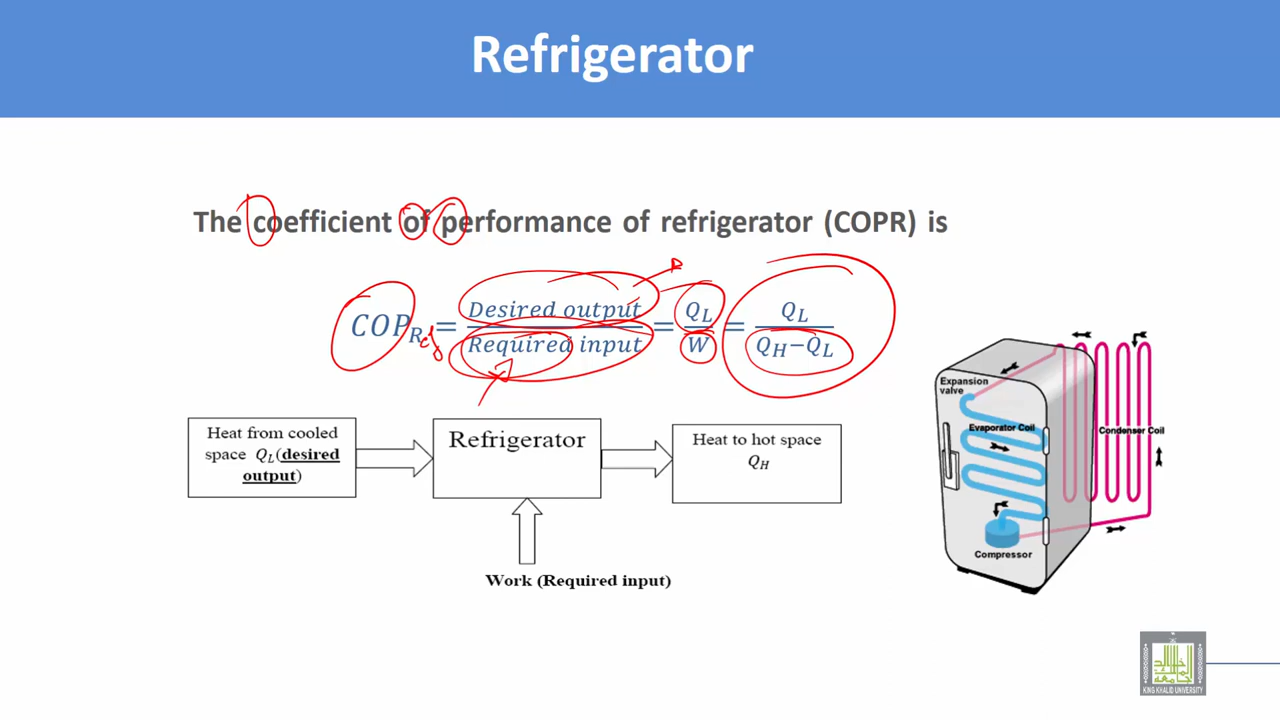 Refrigerator
The coefficient of performance of refrigerator (COPR) is
COP_Ref = Desired output / Required input = Q_L / W = Q_L / Q_H−Q_L
Heat from cooled
space Q_L(desired
output)
Refrigerator
Heat to hot space
Q_H
Work (Required input)
Expansion
valve
Evaporator Coil
Condenser Coil
Compressor
KING KHALID UNIVERSITY